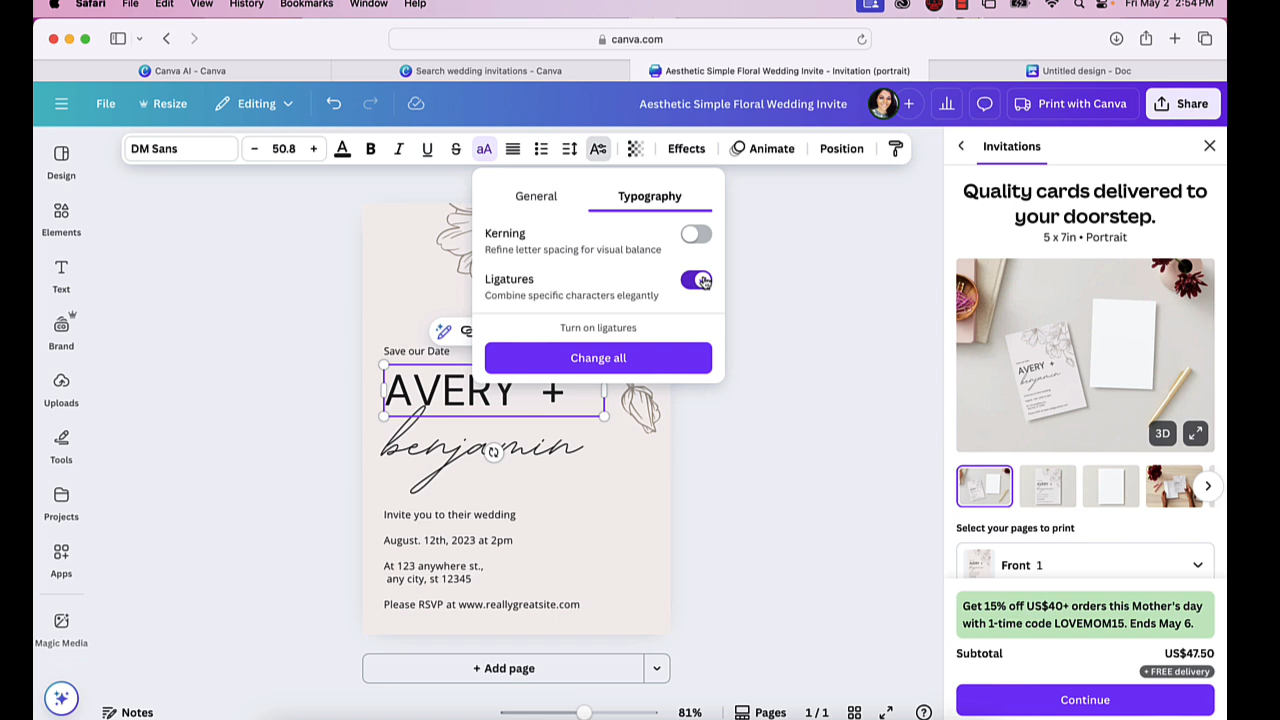 Safari File Edit View History Bookmarks Window Help
Fri May 2 2:54 PM
canva.com
Canva AI - Canva
Search wedding invitations - Canva
Aesthetic Simple Floral Wedding Invite - Invitation (portrait)
Untitled design - Doc
File
Resize
Editing
Aesthetic Simple Floral Wedding Invite
Print with Canva
Share
DM Sans
– 50.8 +
A B I U S aA
Effects
Animate
Position
Design
Elements
Text
Brand
Uploads
Tools
Projects
Apps
Magic Media
General
Typography
Kerning
Refine letter spacing for visual balance
Ligatures
Combine specific characters elegantly
Turn on ligatures
Change all
Save our Date
AVERY +
benjamin
Invite you to their wedding
August. 12th, 2023 at 2pm
At 123 anywhere st.,
any city, st 12345
Please RSVP at www.reallygreatsite.com
+ Add page
Notes
81%
Pages
1 / 1
Invitations
Quality cards delivered to
your doorstep.
5 x 7in • Portrait
AVERY +
benjamin
3D
Select your pages to print
Front 1
Get 15% off US$40+ orders this Mother's day
with 1-time code LOVEMOM15. Ends May 6.
Subtotal
US$47.50
+ FREE delivery
Continue